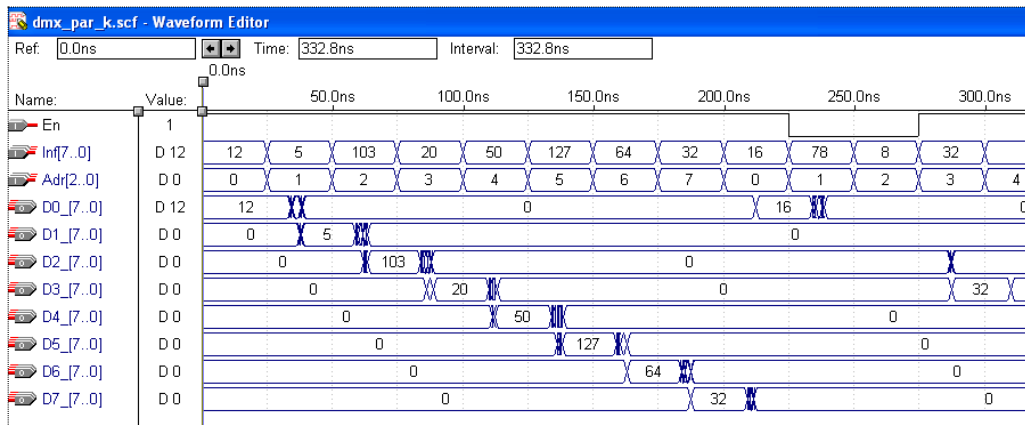 dmx_par_k.scf - Waveform Editor
Ref: 0.0ns Time: 332.8ns Interval: 332.8ns
0.0ns
Name: Value: 50.0ns 100.0ns 150.0ns 200.0ns 250.0ns 300.0ns
En 1
Inf[7..0] D 12 12 5 103 20 50 127 64 32 16 78 8 32
Adr[2..0] D 0 0 1 2 3 4 5 6 7 0 1 2 3 4
D0_[7..0] D 12 12 0 16 0
D1_[7..0] D 0 0 5 0
D2_[7..0] D 0 0 103 0
D3_[7..0] D 0 0 20 0 32
D4_[7..0] D 0 0 50 0
D5_[7..0] D 0 0 127 0
D6_[7..0] D 0 0 64 0
D7_[7..0] D 0 0 32 0